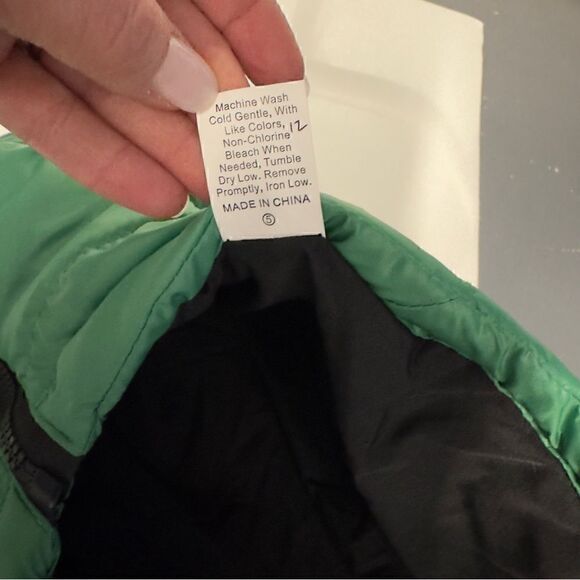 Machine Wash
Cold Gentle, With
Like Colors, 12
Non-Chlorine
Bleach When
Needed, Tumble
Dry Low. Remove
Promptly, Iron Low.
MADE IN CHINA
⑤